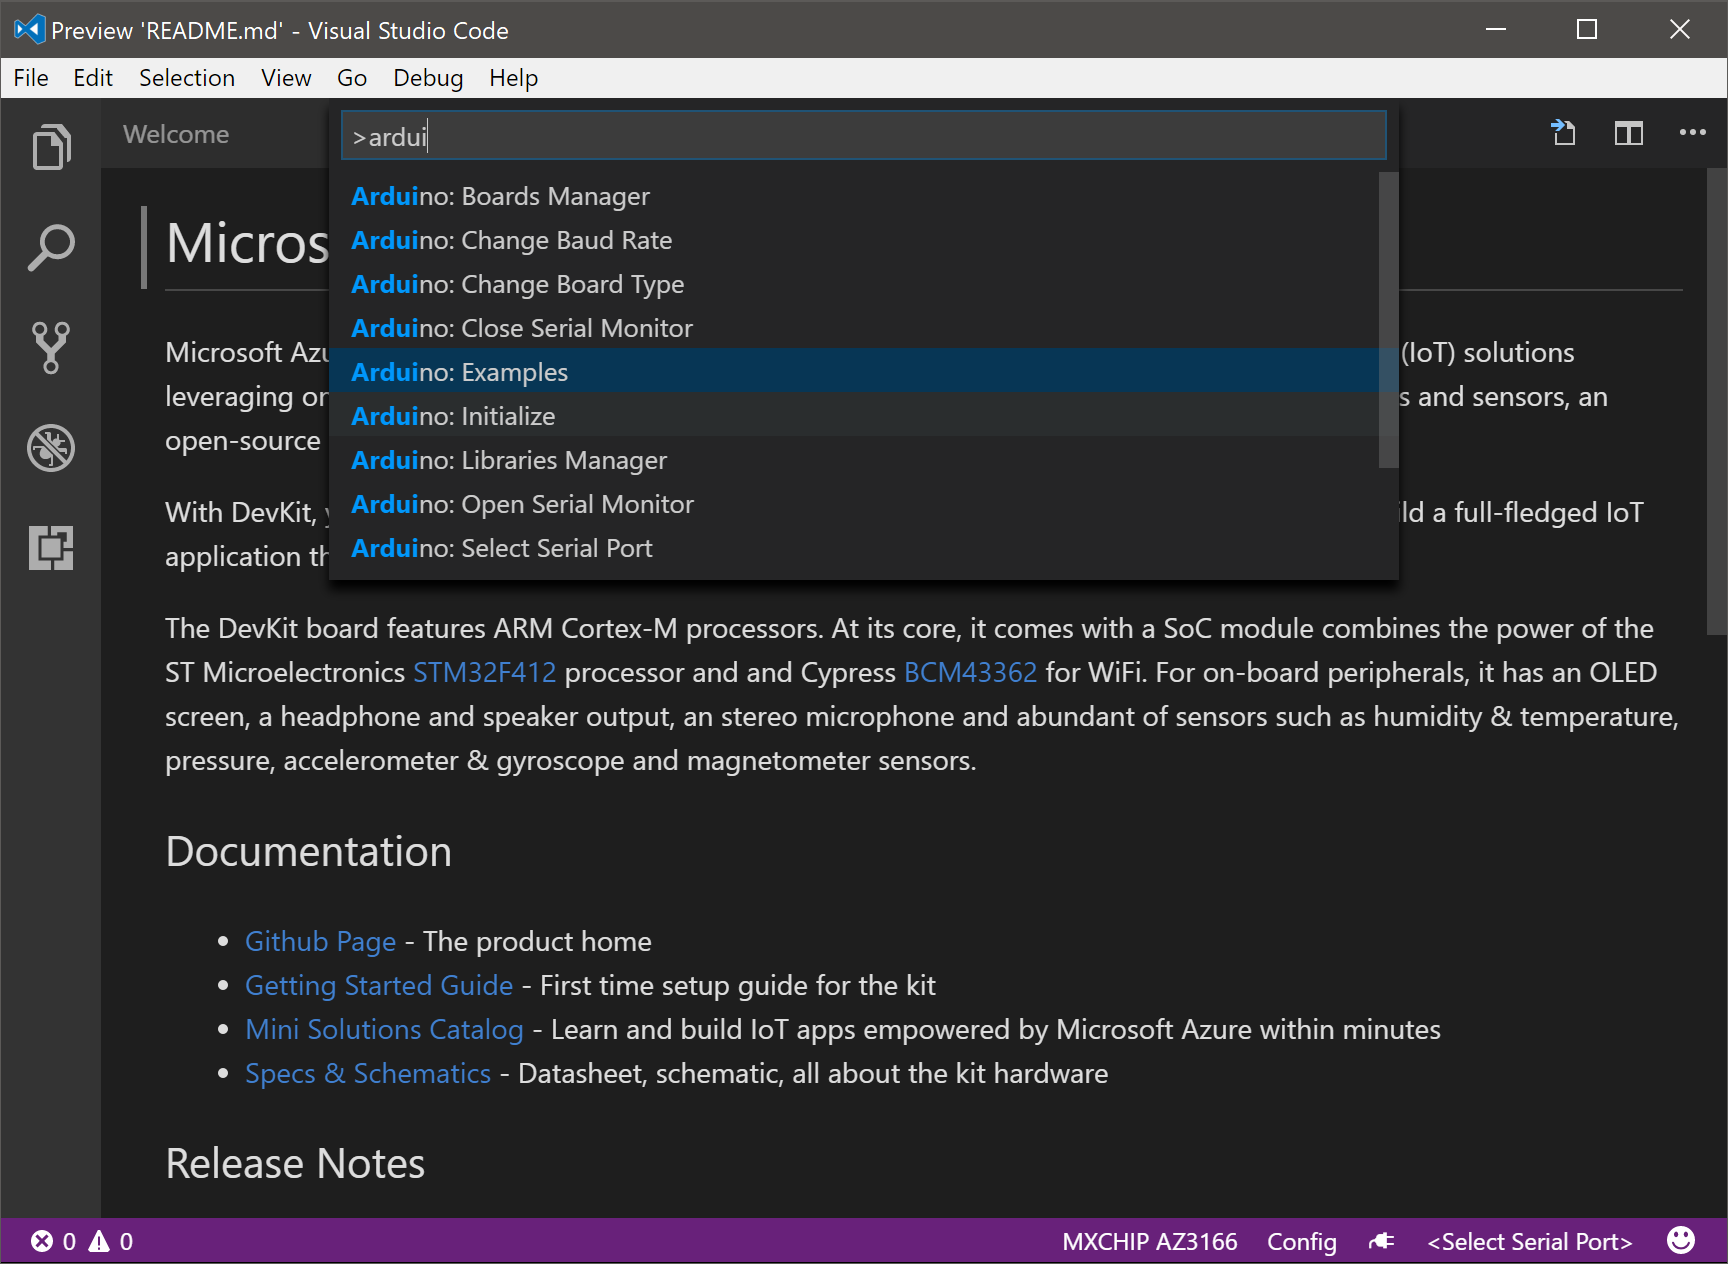 Preview 'README.md' - Visual Studio Code
File Edit Selection View Go Debug Help
Welcome
>ardui
Arduino: Boards Manager
Arduino: Change Baud Rate
Arduino: Change Board Type
Arduino: Close Serial Monitor
Arduino: Examples
Arduino: Initialize
Arduino: Libraries Manager
Arduino: Open Serial Monitor
Arduino: Select Serial Port
Micros
Microsoft Azu (IoT) solutions
leveraging or s and sensors, an
open-source
With DevKit, ild a full-fledged IoT
application th
The DevKit board features ARM Cortex-M processors. At its core, it comes with a SoC module combines the power of the
ST Microelectronics STM32F412 processor and and Cypress BCM43362 for WiFi. For on-board peripherals, it has an OLED
screen, a headphone and speaker output, an stereo microphone and abundant of sensors such as humidity & temperature,
pressure, accelerometer & gyroscope and magnetometer sensors.
Documentation
• Github Page - The product home
• Getting Started Guide - First time setup guide for the kit
• Mini Solutions Catalog - Learn and build IoT apps empowered by Microsoft Azure within minutes
• Specs & Schematics - Datasheet, schematic, all about the kit hardware
Release Notes
0 0 MXCHIP AZ3166 Config <Select Serial Port>